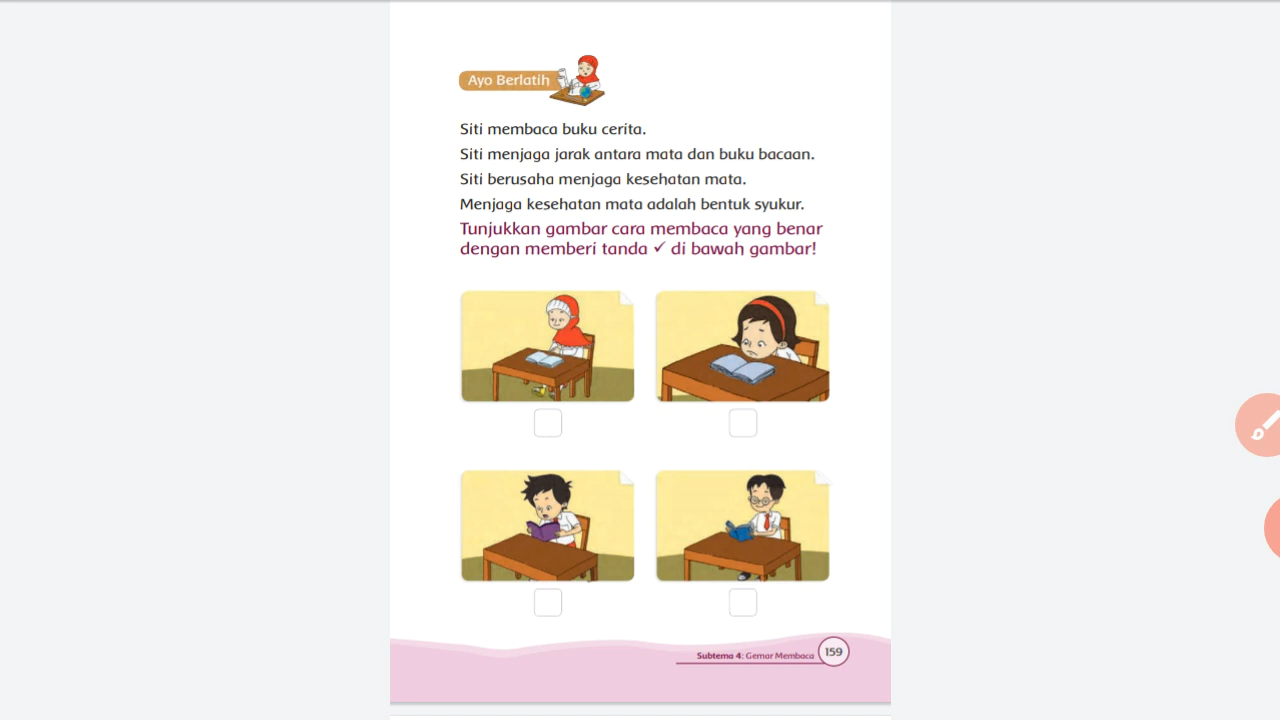 Ayo Berlatih
Siti membaca buku cerita.
Siti menjaga jarak antara mata dan buku bacaan.
Siti berusaha menjaga kesehatan mata.
Menjaga kesehatan mata adalah bentuk syukur.
Tunjukkan gambar cara membaca yang benar
dengan memberi tanda ✓ di bawah gambar!
Subtema 4: Gemar Membaca
159